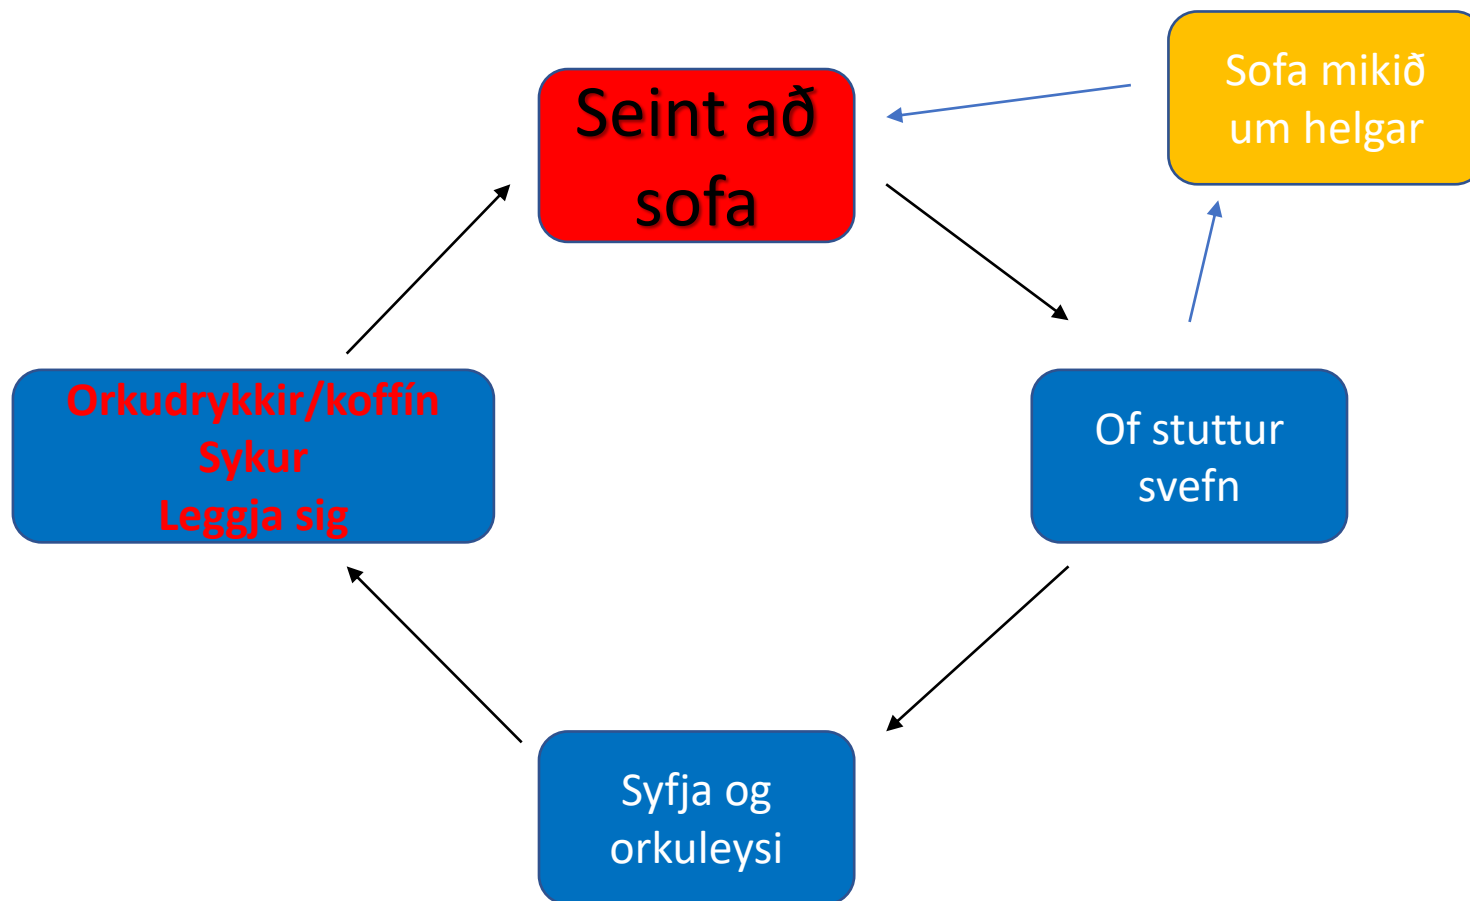 Seint að
sofa
Sofa mikið
um helgar
Orkudrykkir/koffín
Sykur
Leggja sig
Of stuttur
svefn
Syfja og
orkuleysi